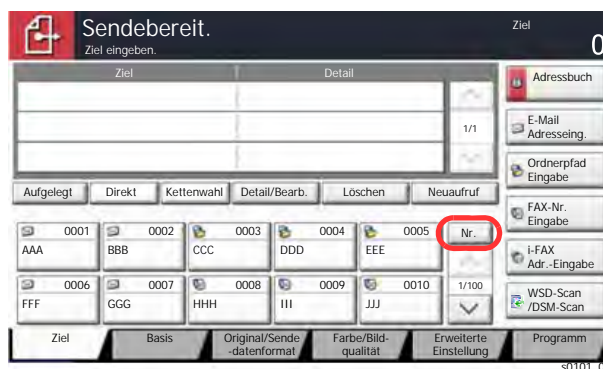 Sendebereit.
Ziel eingeben.
Ziel
0
Ziel Detail
1/1
Adressbuch
E-Mail
Adresseing.
Ordnerpfad
Eingabe
FAX-Nr.
Eingabe
i-FAX
Adr.-Eingabe
WSD-Scan
/DSM-Scan
Aufgelegt Direkt Kettenwahl Detail/Bearb. Löschen Neuaufruf
0001 0002 0003 0004 0005 Nr.
AAA BBB CCC DDD EEE
0006 0007 0008 0009 0010 1/100
FFF GGG HHH III JJJ
Ziel Basis Original/Sende
-datenformat Farbe/Bild-
qualität Erweiterte
Einstellung Programm
s0101_0